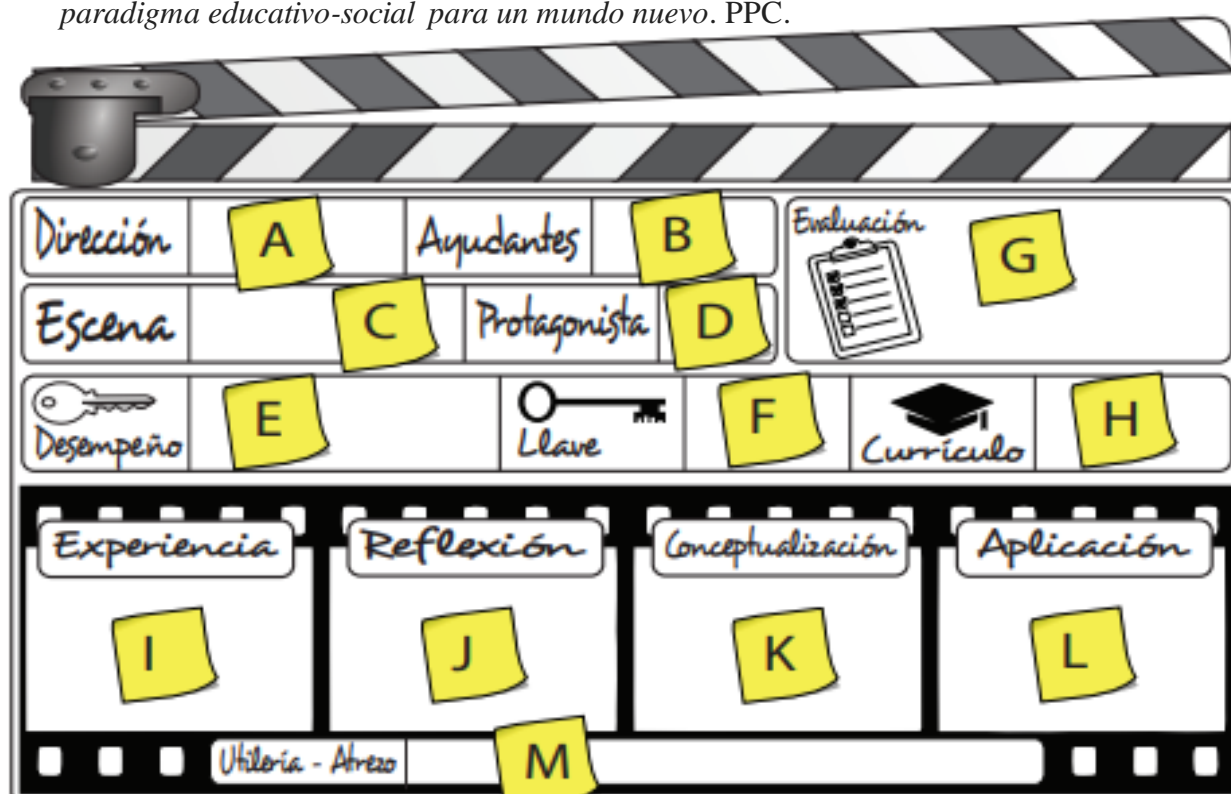 paradigma educativo-social para un mundo nuevo. PPC.
Dirección A Ayudantes B
Evaluación G
Escena C Protagonista D
Desempeño E Llave F Currículo H
Experiencia Reflexión Conceptualización Aplicación
I J K L
Utilería - Atrezo M